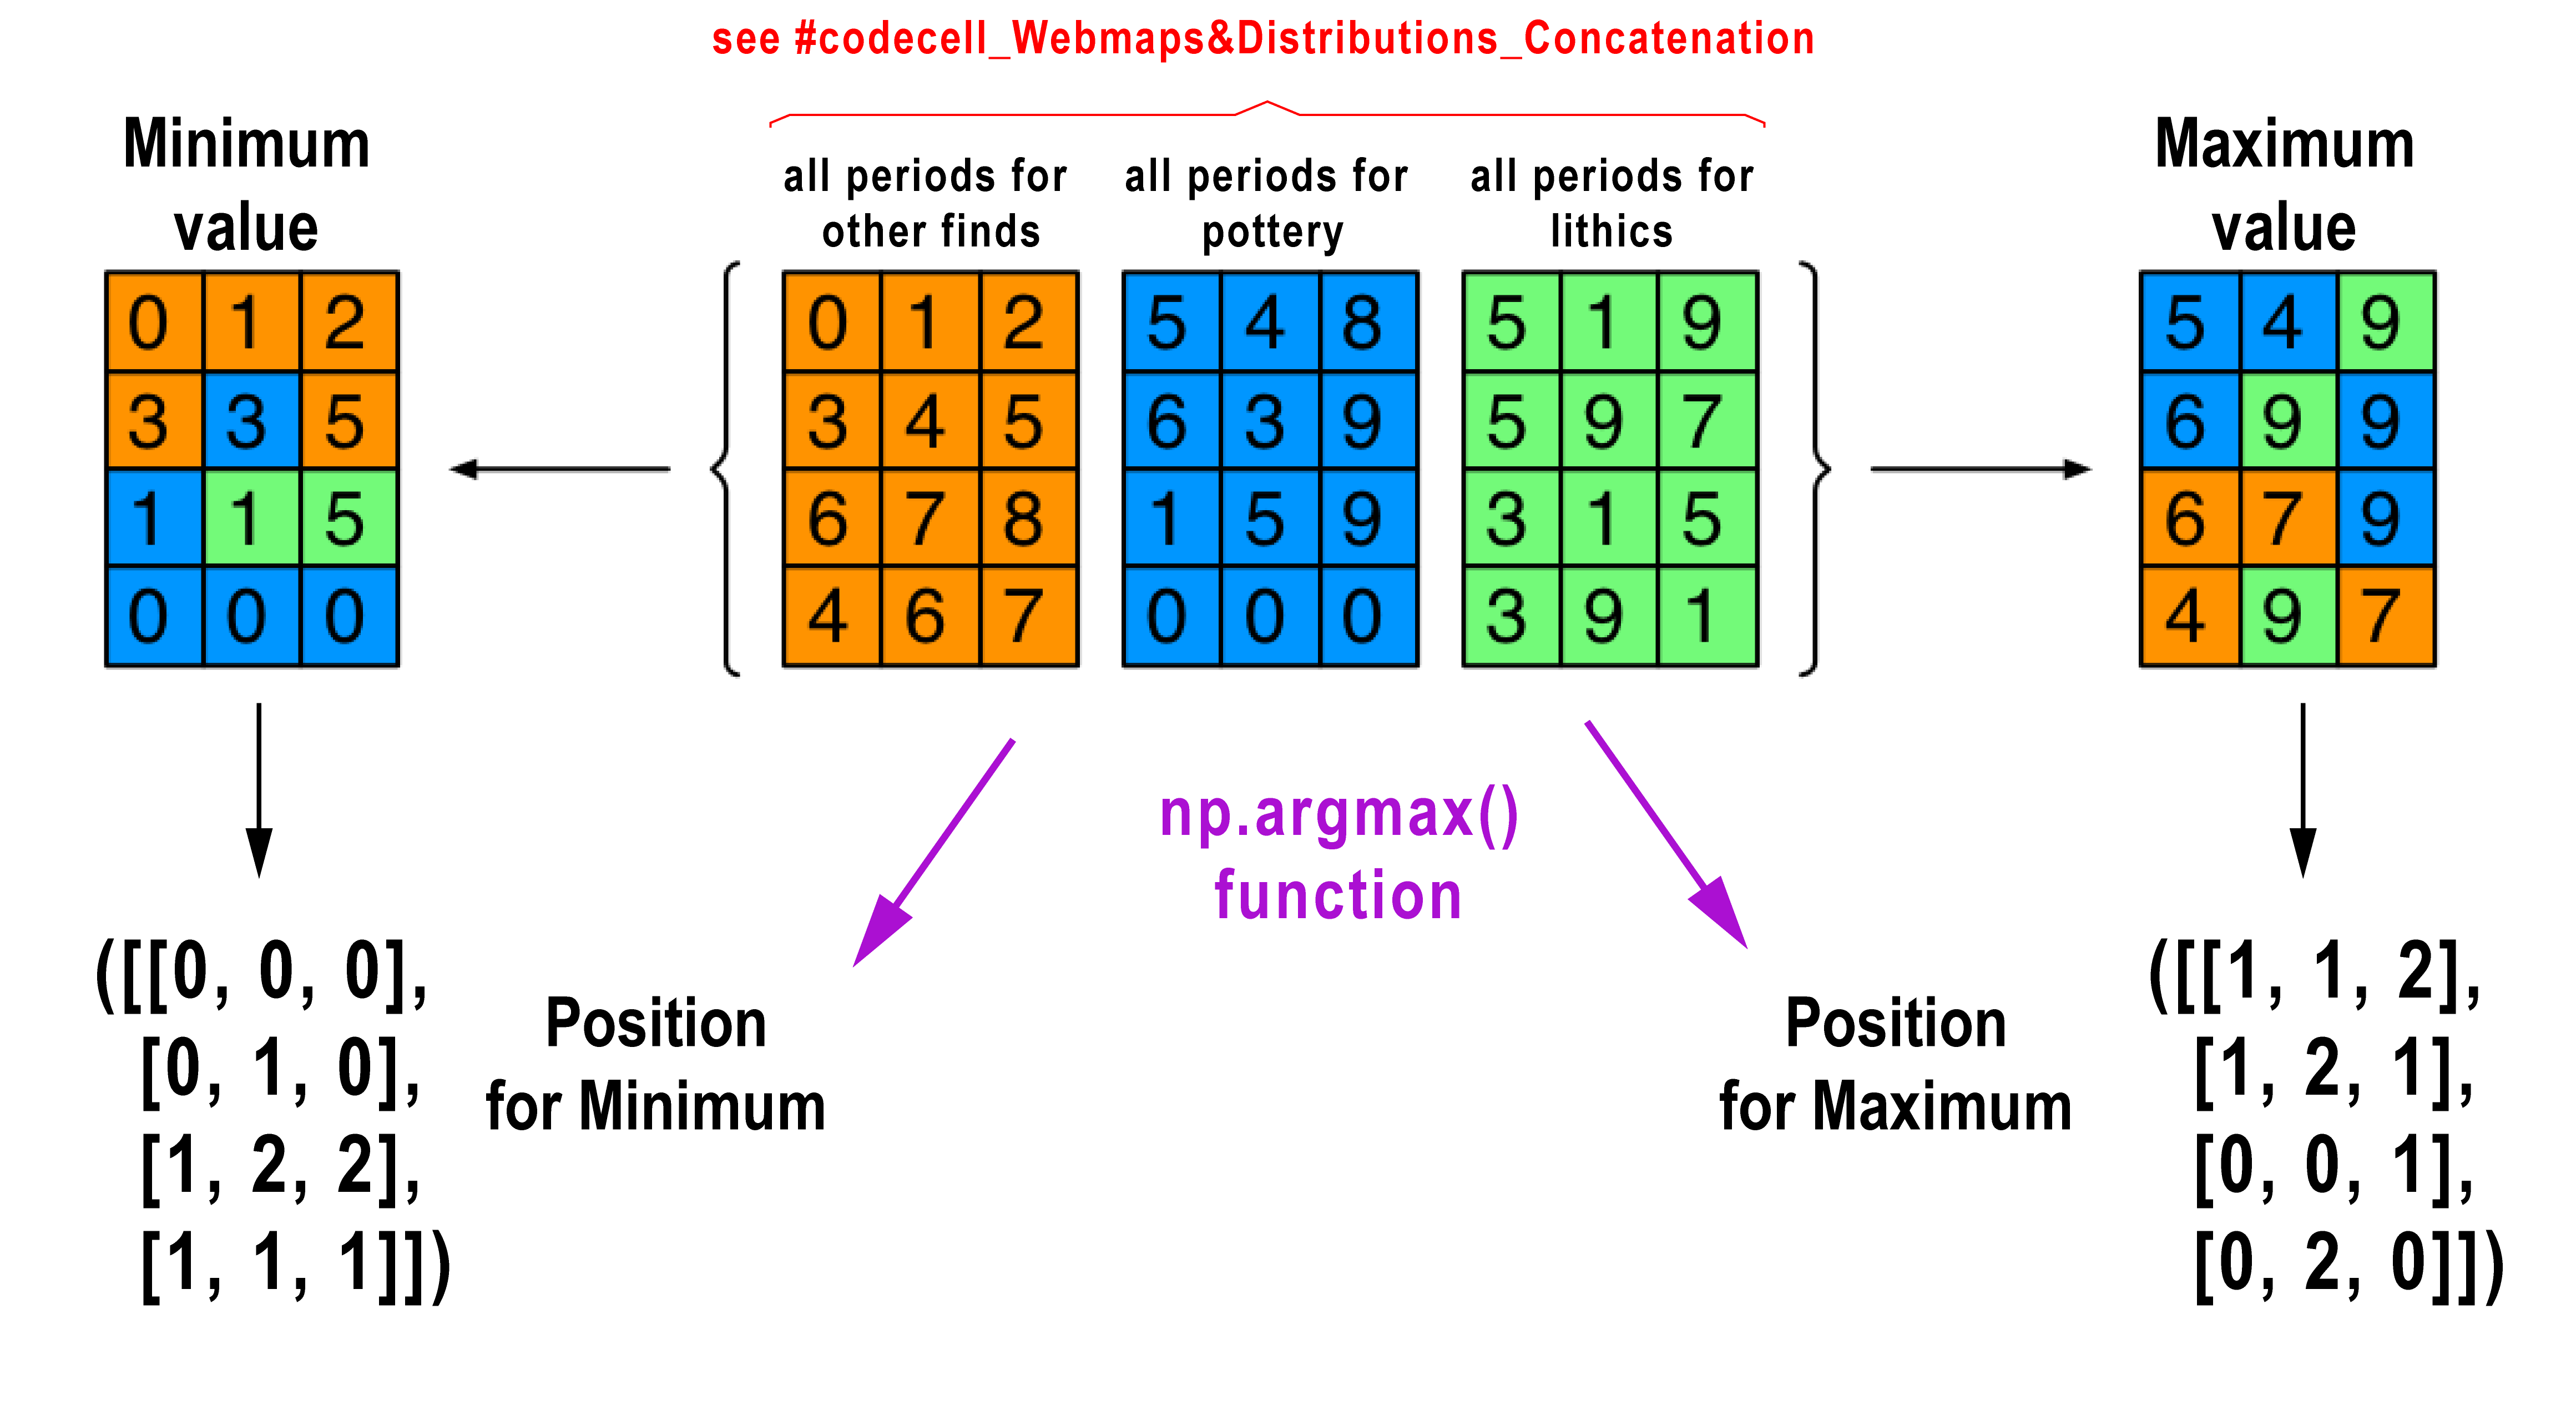 see #codecell_Webmaps&Distributions_Concatenation
Minimum
value
all periods for
other finds
all periods for
pottery
all periods for
lithics
Maximum
value
0 1 2
3 3 5
1 1 5
0 0 0
0 1 2
3 4 5
6 7 8
4 6 7
5 4 8
6 3 9
1 5 9
0 0 0
5 1 9
5 9 7
3 1 5
3 9 1
5 4 9
6 9 9
6 7 9
4 9 7
np.argmax()
function
([[0, 0, 0],
[0, 1, 0],
[1, 2, 2],
[1, 1, 1]])
Position
for Minimum
Position
for Maximum
([[1, 1, 2],
[1, 2, 1],
[0, 0, 1],
[0, 2, 0]])